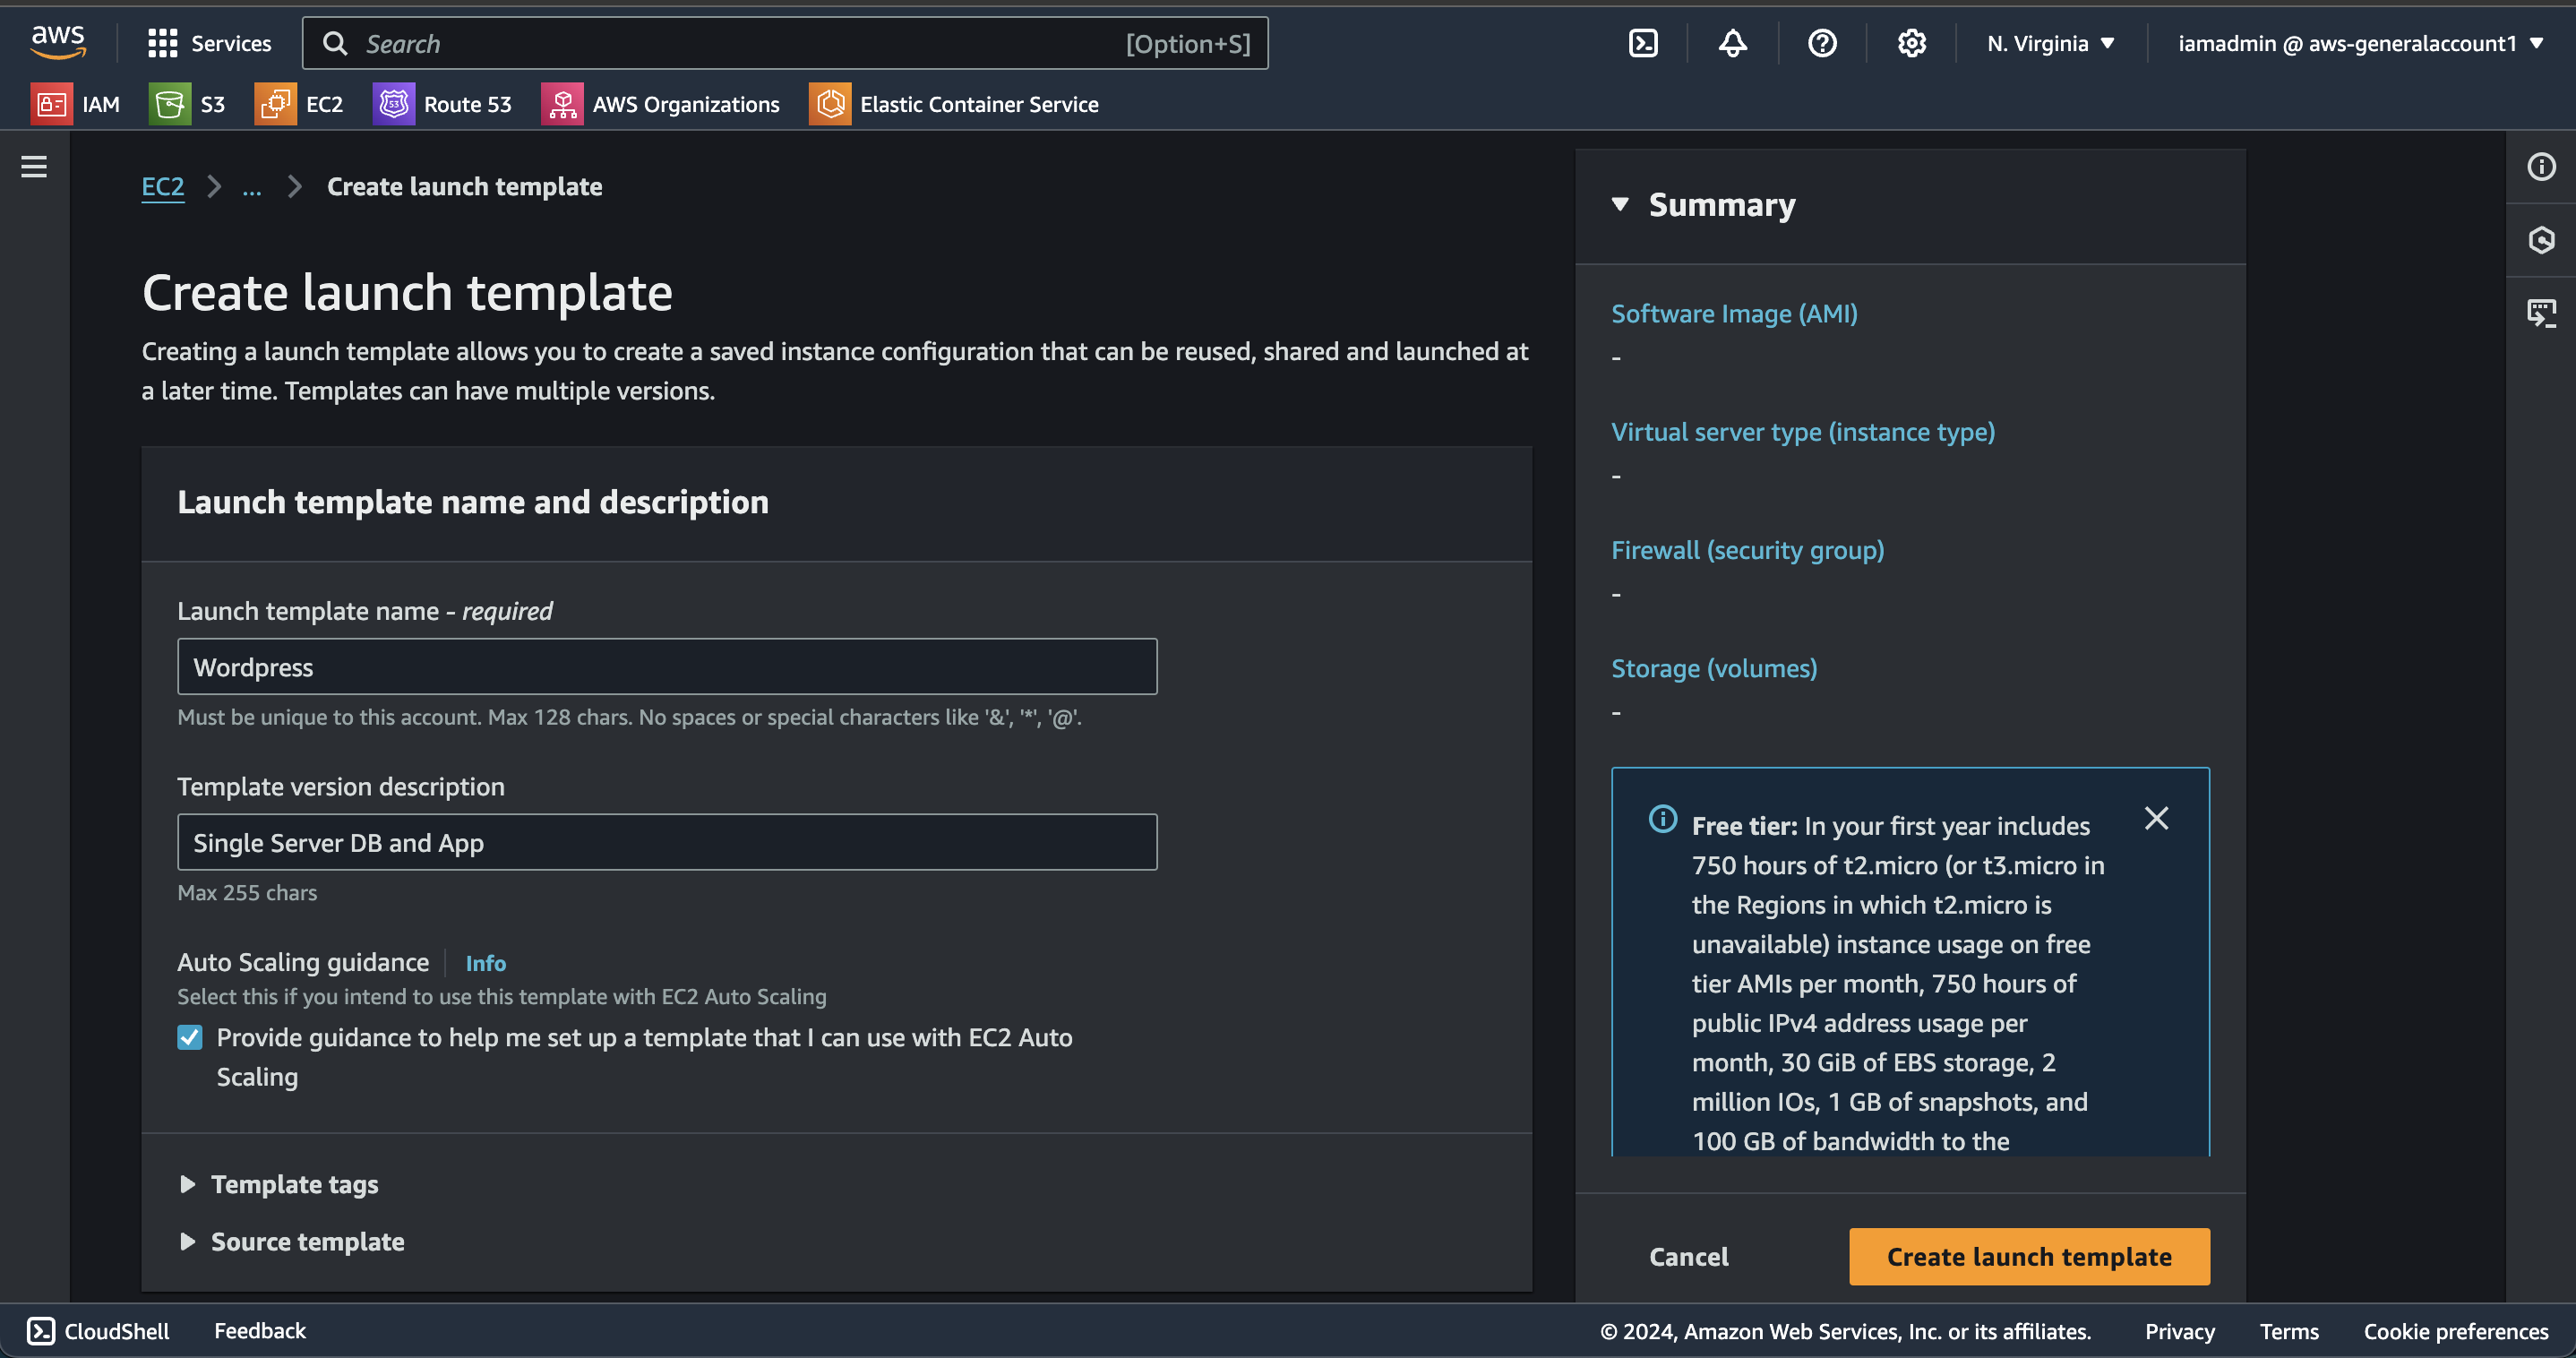 aws
Services
Search
[Option+S]
N. Virginia
iamadmin @ aws-generalaccount1
IAM
S3
EC2
53
Route 53
AWS Organizations
Elastic Container Service
EC2
...
Create launch template
Create launch template
Creating a launch template allows you to create a saved instance configuration that can be reused, shared and launched at
a later time. Templates can have multiple versions.
Launch template name and description
Launch template name - required
Wordpress
Must be unique to this account. Max 128 chars. No spaces or special characters like '&', '*', '@'.
Template version description
Single Server DB and App
Max 255 chars
Auto Scaling guidance
Info
Select this if you intend to use this template with EC2 Auto Scaling
Provide guidance to help me set up a template that I can use with EC2 Auto
Scaling
Template tags
Source template
Summary
Software Image (AMI)
-
Virtual server type (instance type)
-
Firewall (security group)
-
Storage (volumes)
-
Free tier: In your first year includes
750 hours of t2.micro (or t3.micro in
the Regions in which t2.micro is
unavailable) instance usage on free
tier AMIs per month, 750 hours of
public IPv4 address usage per
month, 30 GiB of EBS storage, 2
million IOs, 1 GB of snapshots, and
100 GB of bandwidth to the
Cancel
Create launch template
CloudShell
Feedback
© 2024, Amazon Web Services, Inc. or its affiliates.
Privacy
Terms
Cookie preferences